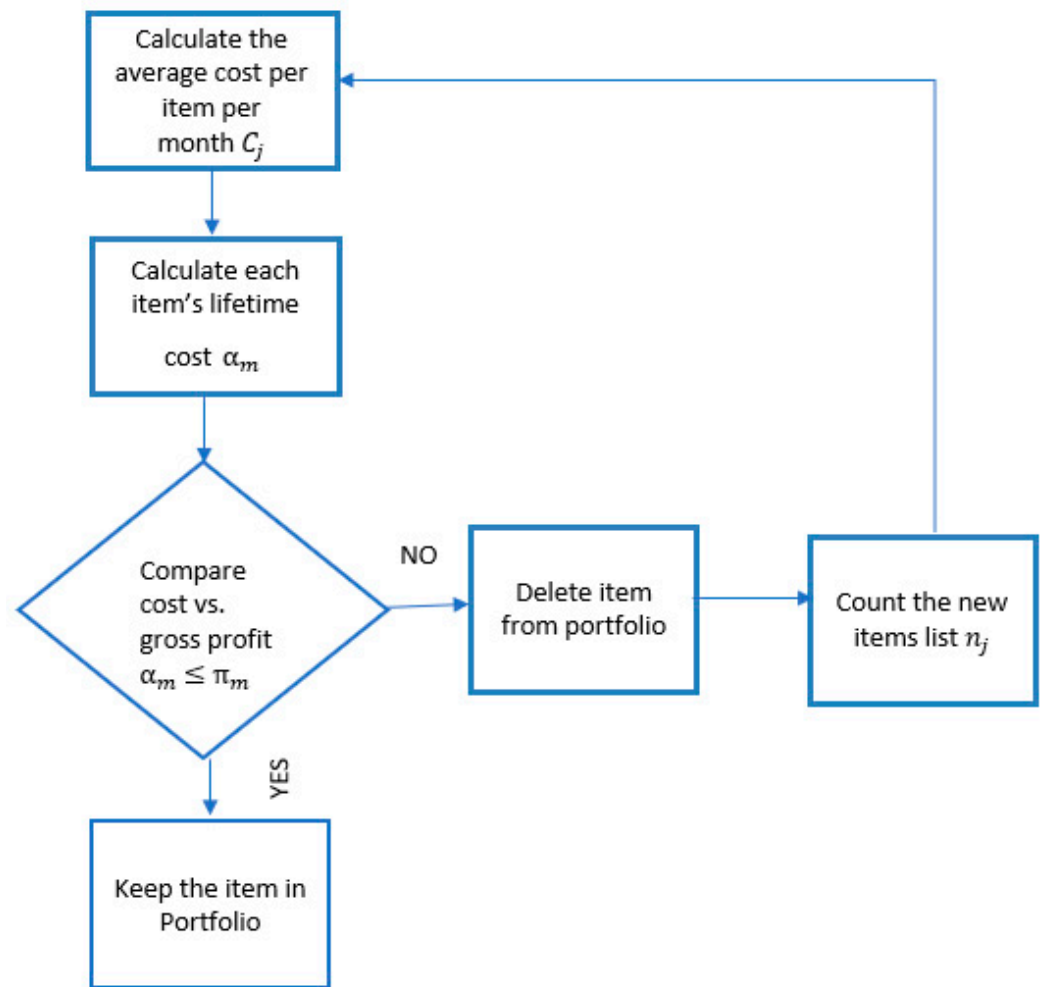 Calculate the
average cost per
item per
month C_j
Calculate each
item's lifetime
cost α_m
Compare
cost vs.
gross profit
α_m ≤ π_m
NO
Delete item
from portfolio
Count the new
items list n_j
YES
Keep the item in
Portfolio